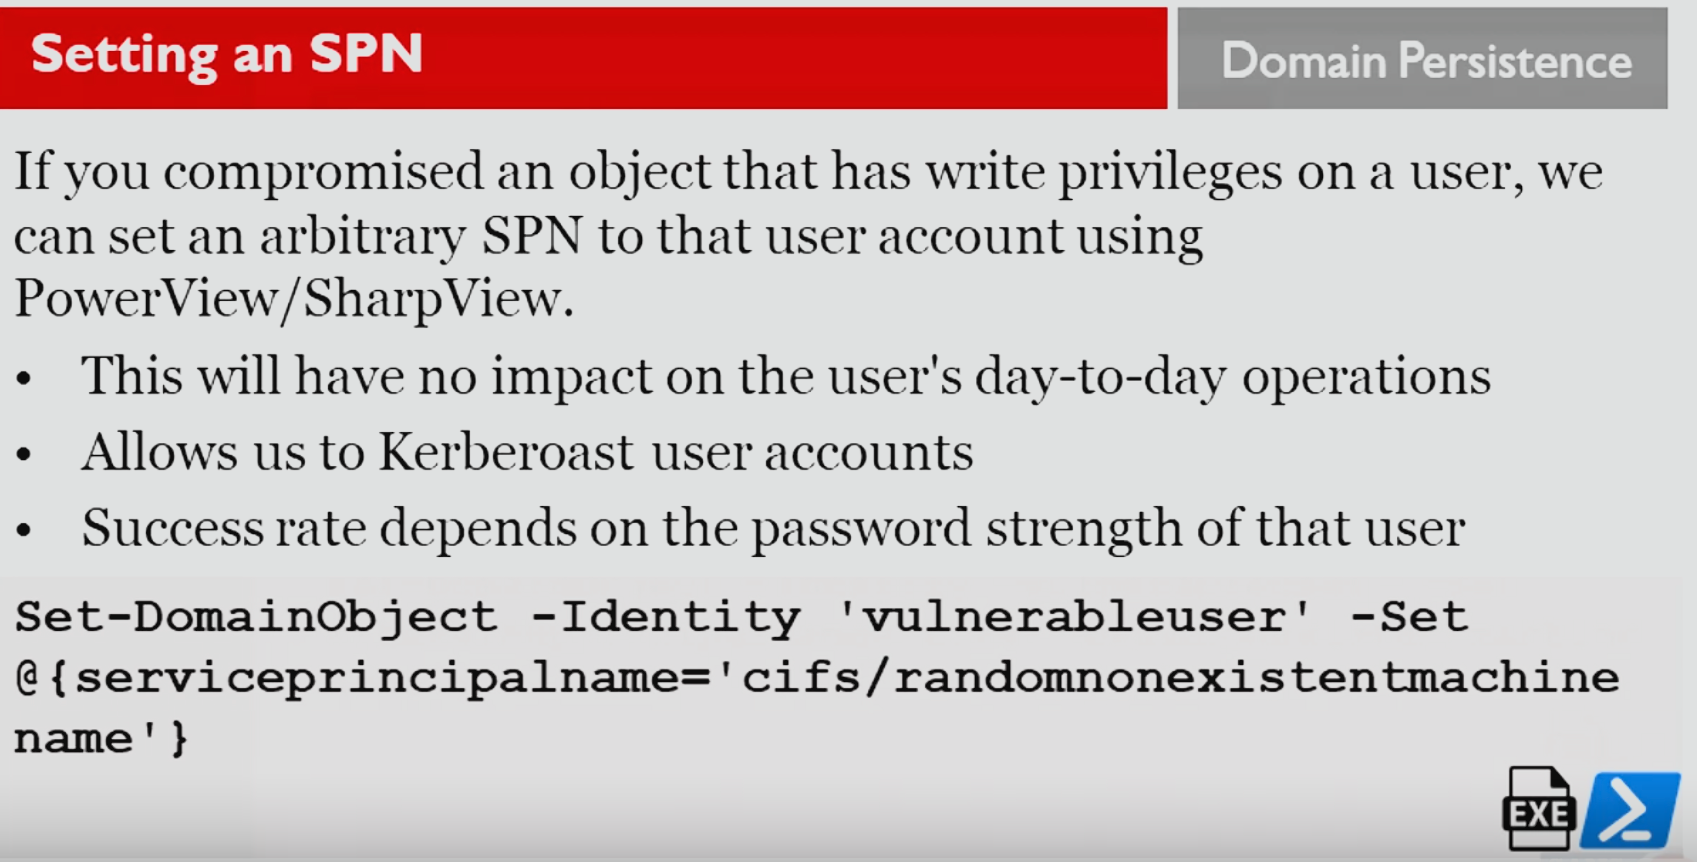 Setting an SPN
Domain Persistence
If you compromised an object that has write privileges on a user, we
can set an arbitrary SPN to that user account using
PowerView/SharpView.
• This will have no impact on the user's day-to-day operations
• Allows us to Kerberoast user accounts
• Success rate depends on the password strength of that user
Set-DomainObject -Identity 'vulnerableuser' -Set
@{serviceprincipalname='cifs/randomnonexistentmachine
name'}
EXE